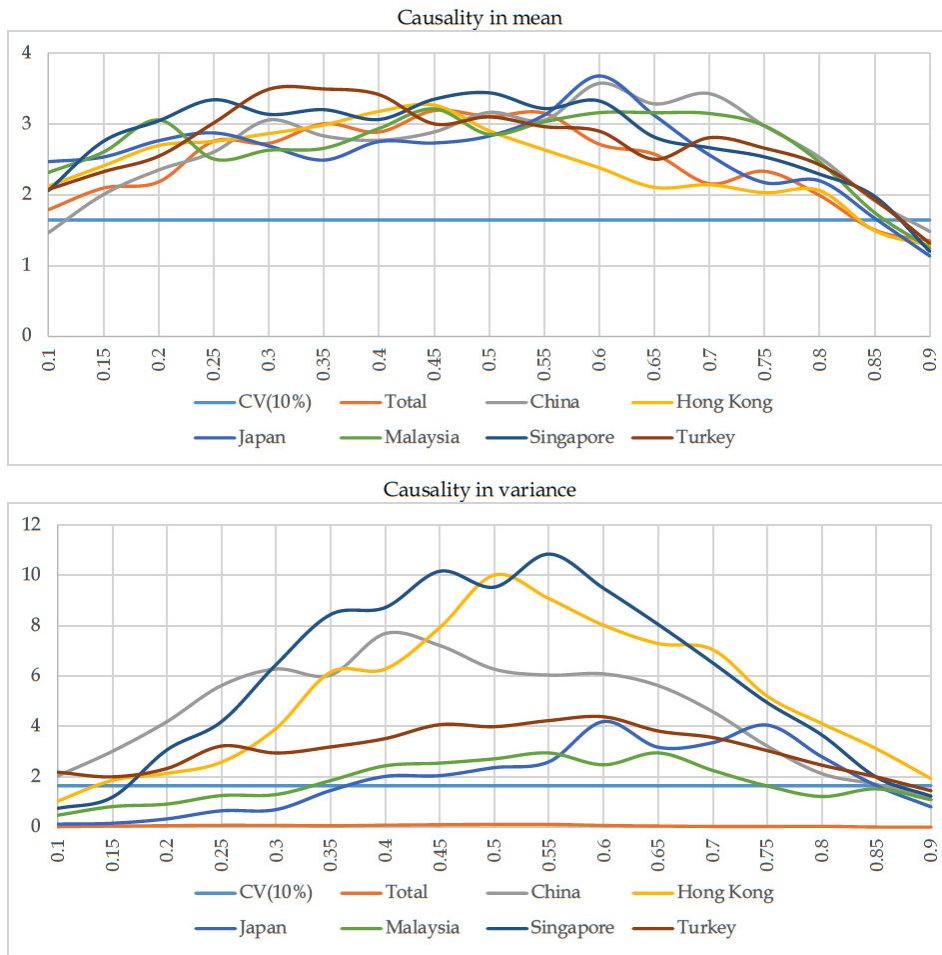 Causality in mean
4
3
2
1
0
0.1 0.15 0.2 0.25 0.3 0.35 0.4 0.45 0.5 0.55 0.6 0.65 0.7 0.75 0.8 0.85 0.9
CV(10%) Total China Hong Kong
Japan Malaysia Singapore Turkey
Causality in variance
12
10
8
6
4
2
0
0.1 0.15 0.2 0.25 0.3 0.35 0.4 0.45 0.5 0.55 0.6 0.65 0.7 0.75 0.8 0.85 0.9
CV(10%) Total China Hong Kong
Japan Malaysia Singapore Turkey